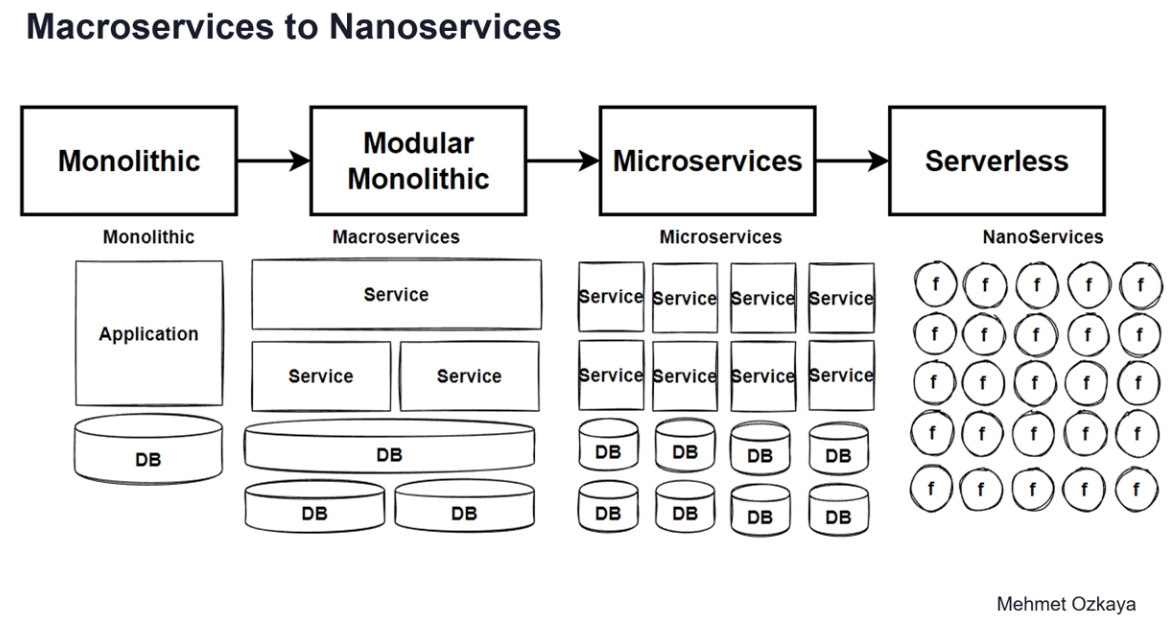 Macroservices to Nanoservices
Monolithic
Modular
Monolithic
Microservices
Serverless
Monolithic
Macroservices
Microservices
NanoServices
Application
DB
Service
Service Service
DB
DB DB
Service Service Service Service
Service Service Service Service
DB DB DB DB
DB DB DB DB
f f f f f
f f f f f
f f f f f
f f f f f
f f f f f
Mehmet Ozkaya